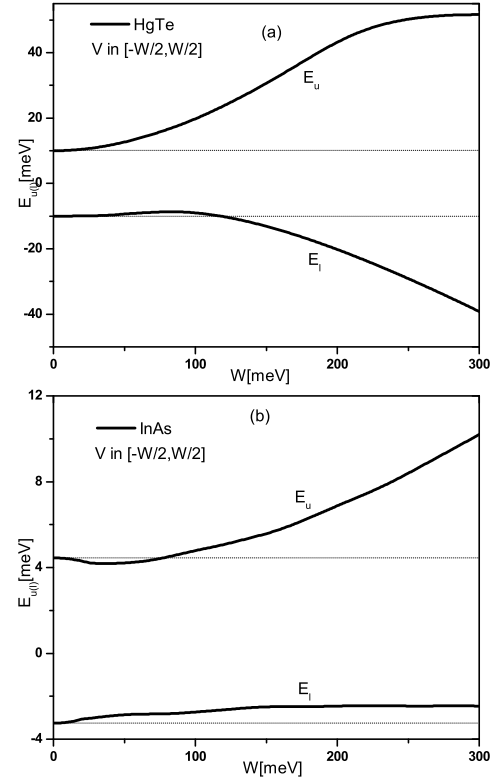 HgTe
(a)
V in [-W/2,W/2]
E_u
E_l
E_u(l)[meV]
40
20
0
-20
-40
0
100
200
300
W[meV]
InAs
(b)
V in [-W/2,W/2]
E_u
E_l
E_u(l)[meV]
12
8
4
0
-4
0
100
200
300
W[meV]